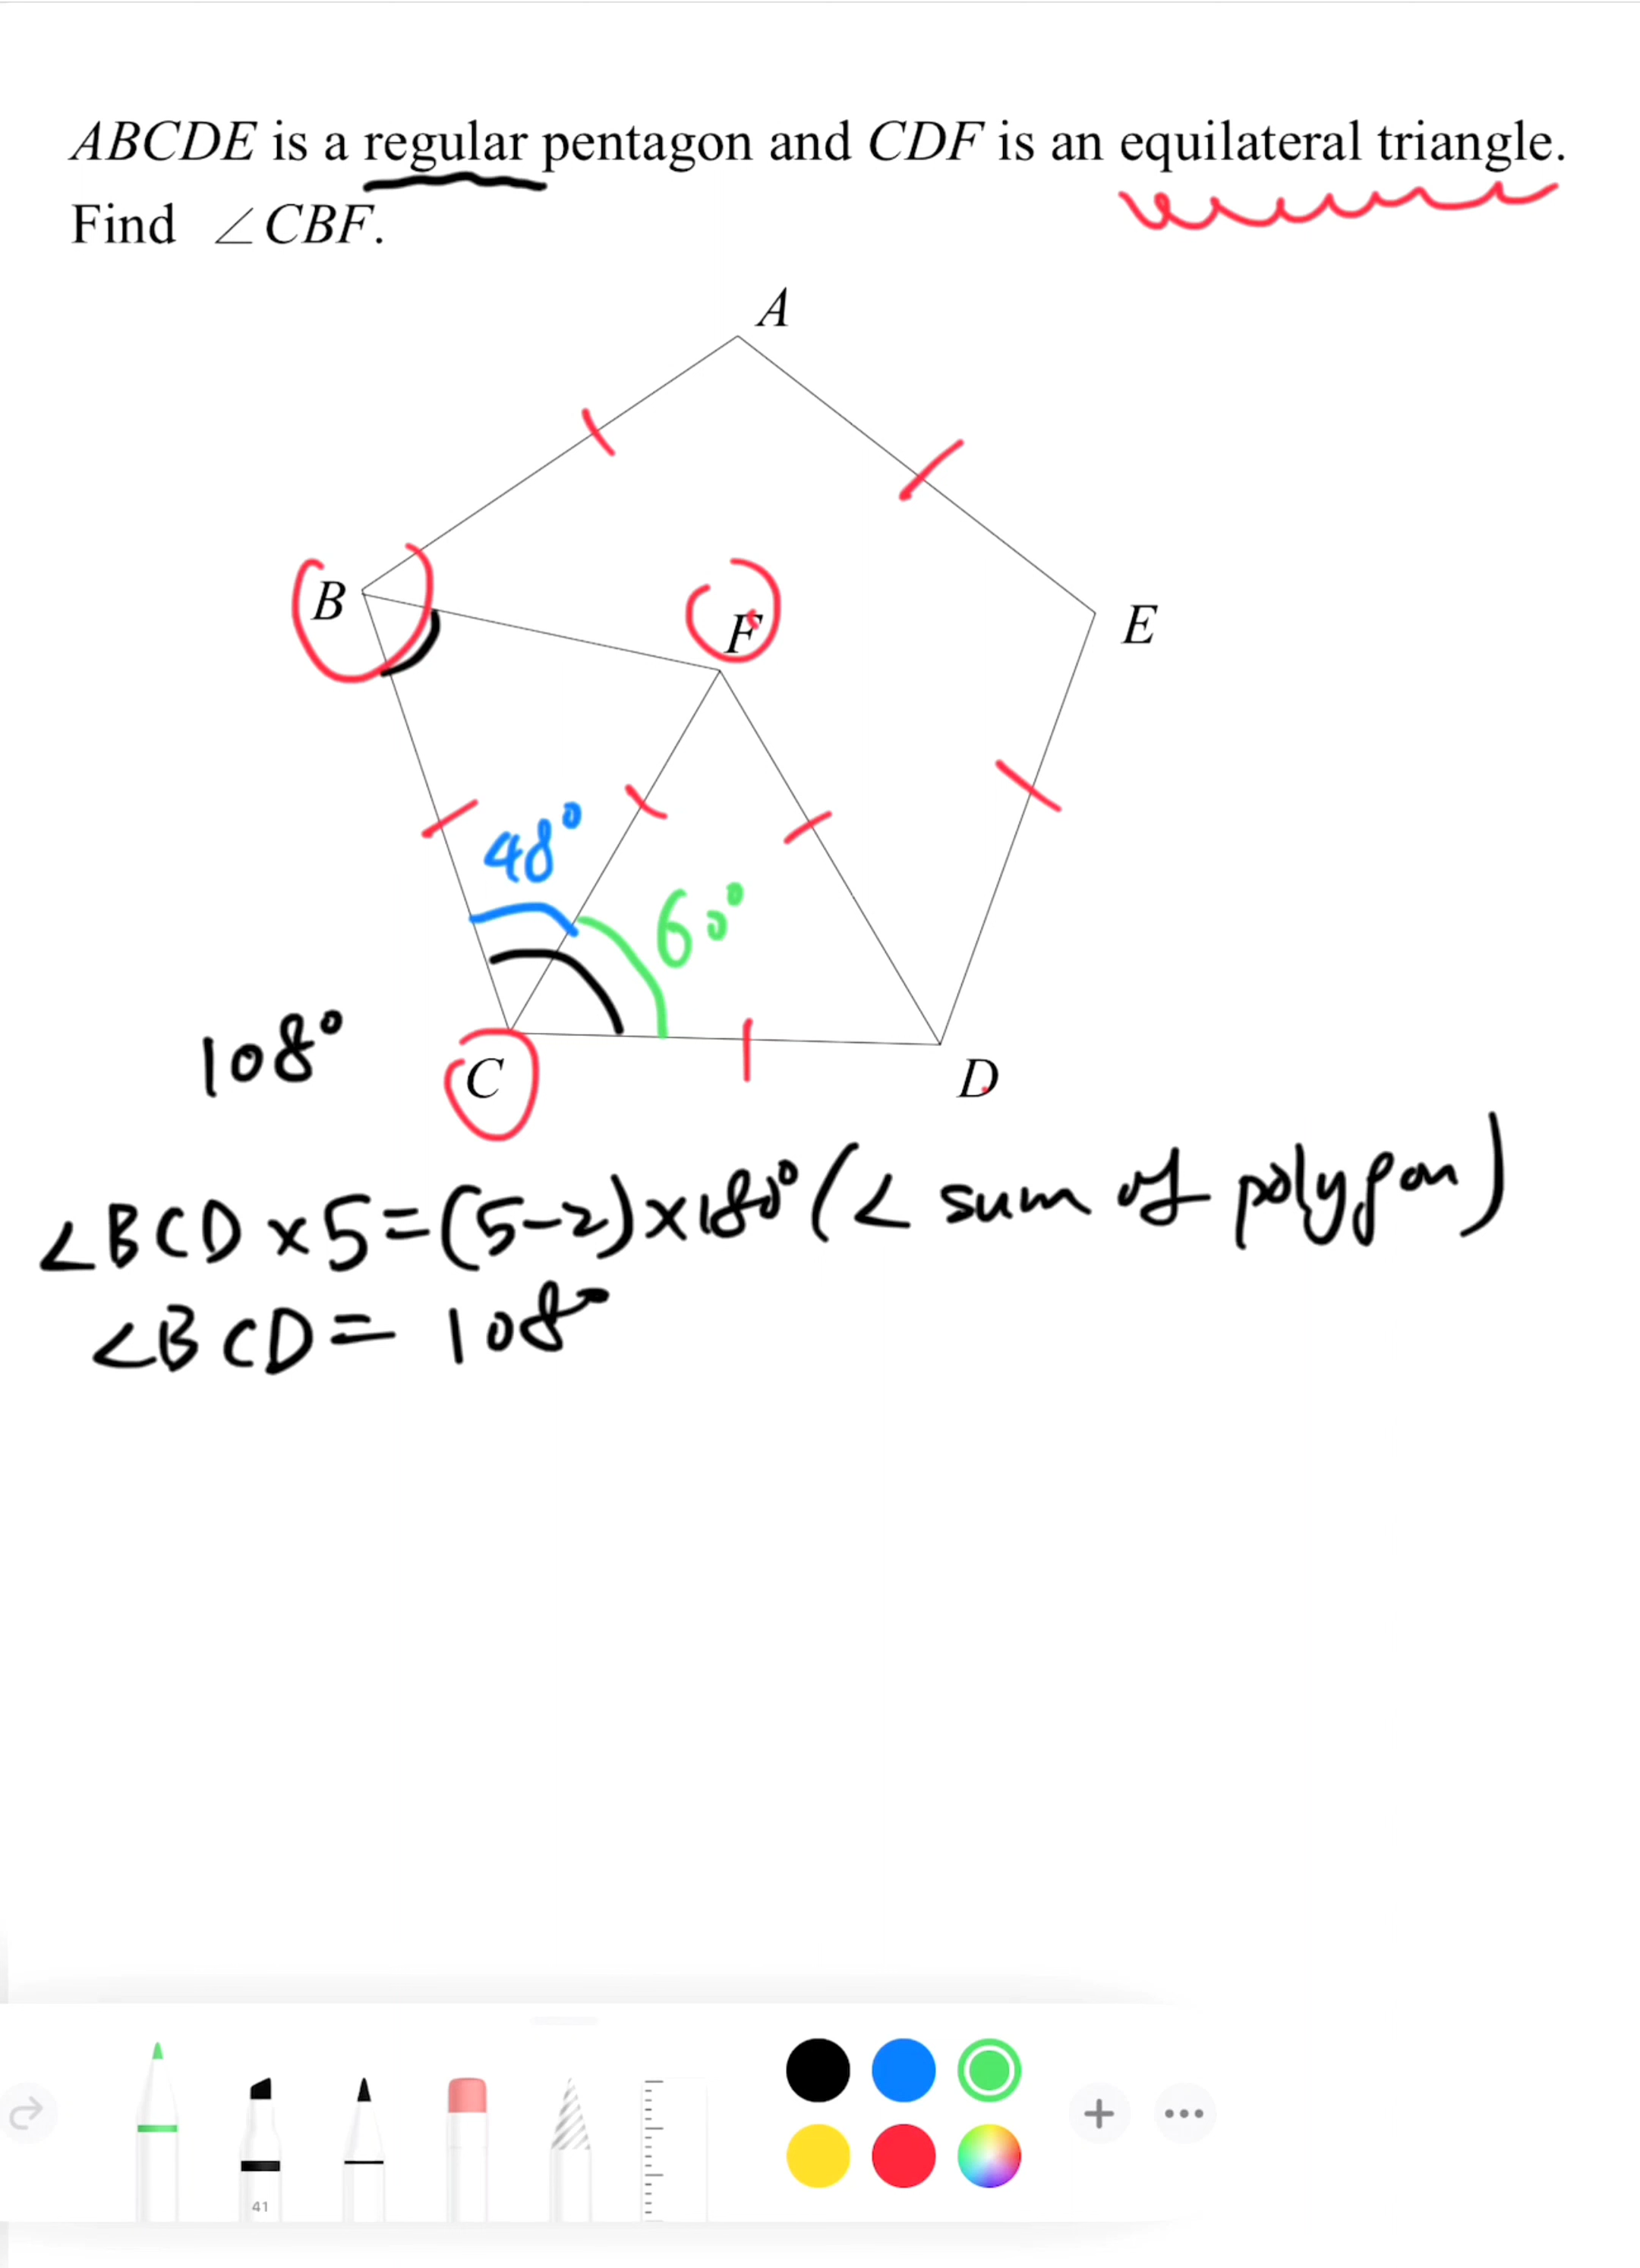 ABCDE is a regular pentagon and CDF is an equilateral triangle.
Find ∠CBF.
A
B
F
E
48°
60°
108°
C
D
∠BCD×5=(5-2)×180°(∠ sum of polygon)
∠BCD= 108°
41